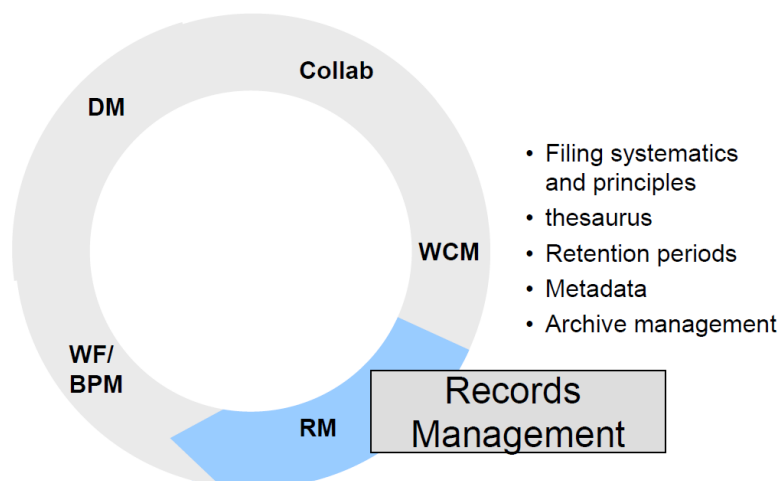 Collab
DM
WCM
WF/
BPM
RM
Records
Management
• Filing systematics
and principles
• thesaurus
• Retention periods
• Metadata
• Archive management